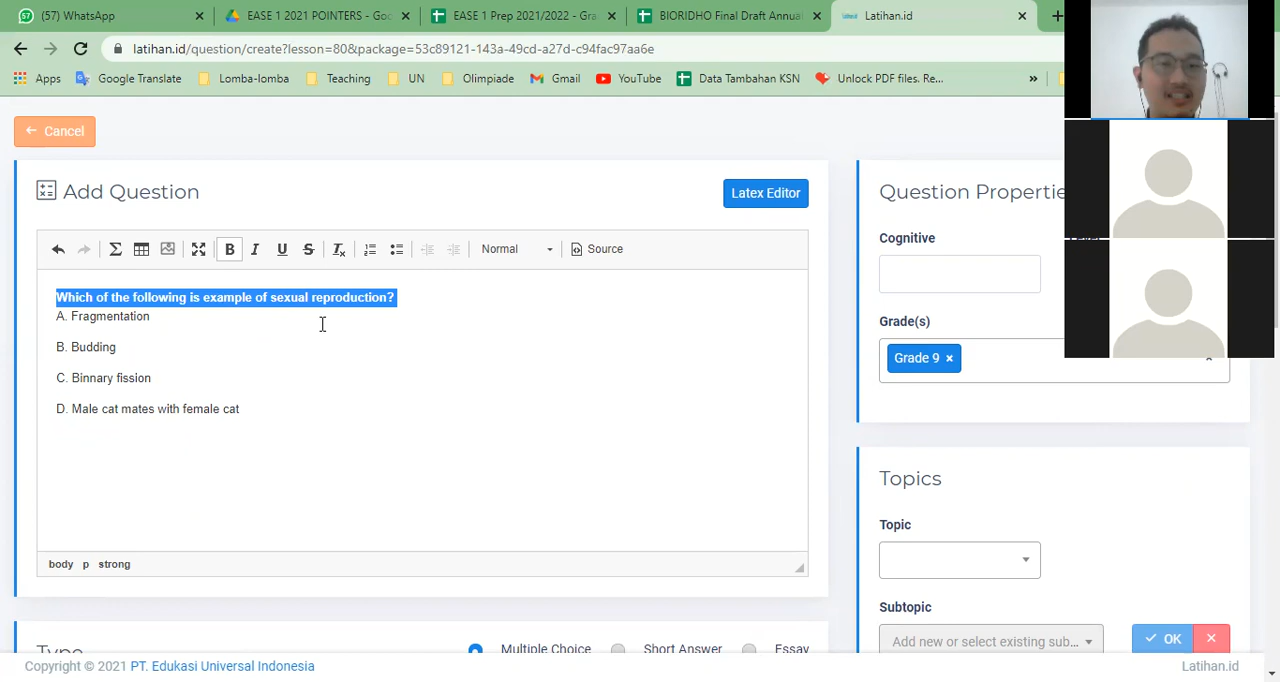 (57) WhatsApp
EASE 1 2021 POINTERS - Goo
EASE 1 Prep 2021/2022 - Gra
BIORIDHO Final Draft Annua
Latihan.id
latihan.id/question/create?lesson=80&package=53c89121-143a-49cd-a27d-c94fac97aa6e
Apps Google Translate Lomba-lomba Teaching UN Olimpiade Gmail YouTube Data Tambahan KSN Unlock PDF files. Re... »
Cancel
Add Question
Latex Editor
Normal Source
Which of the following is example of sexual reproduction?
A. Fragmentation
B. Budding
C. Binnary fission
D. Male cat mates with female cat
body p strong
Type
Multiple Choice Short Answer Essay
Question Propertie
Cognitive
Grade(s)
Grade 9 ×
Topics
Topic
Subtopic
Add new or select existing sub...
OK
Copyright © 2021 PT. Edukasi Universal Indonesia
Latihan.id